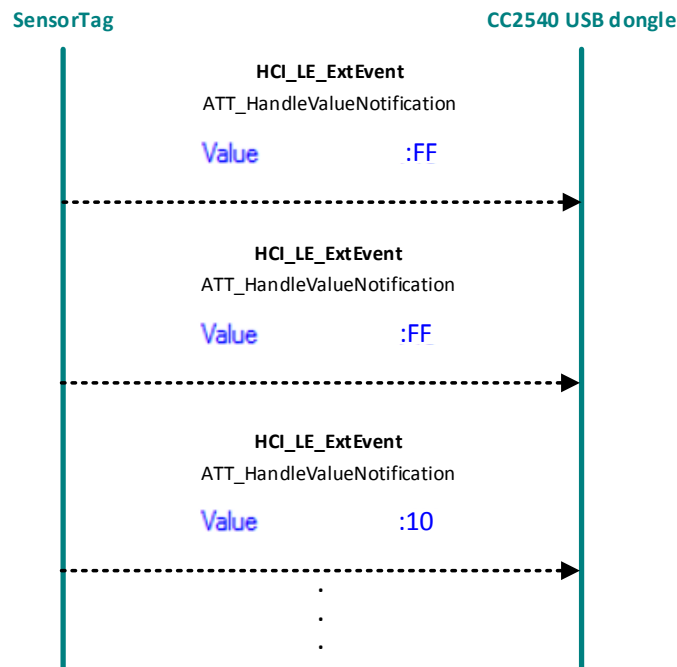 SensorTag CC2540 USB dongle
HCI_LE_ExtEvent
ATT_HandleValueNotification
Value :FF
HCI_LE_ExtEvent
ATT_HandleValueNotification
Value :FF
HCI_LE_ExtEvent
ATT_HandleValueNotification
Value :10
.
.
.